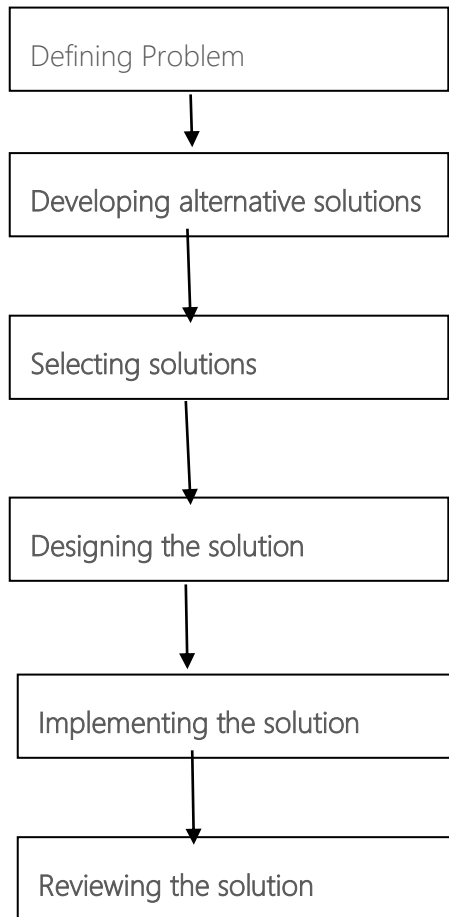 Defining Problem
Developing alternative solutions
Selecting solutions
Designing the solution
Implementing the solution
Reviewing the solution